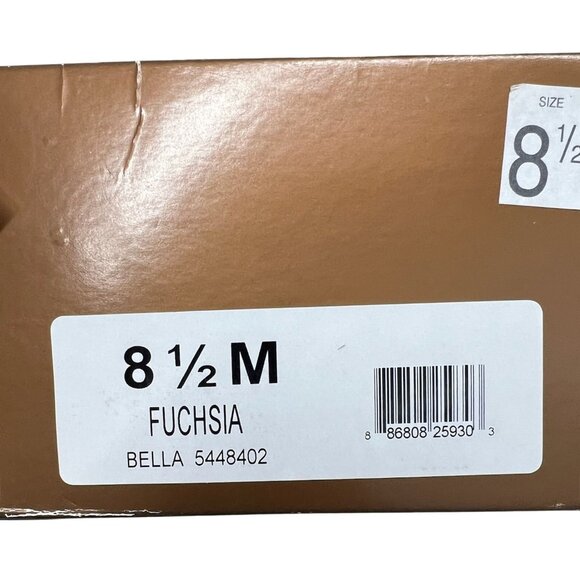 SIZE
8 ½
8 ½ M
FUCHSIA
BELLA 5448402
8 86808 25930 3